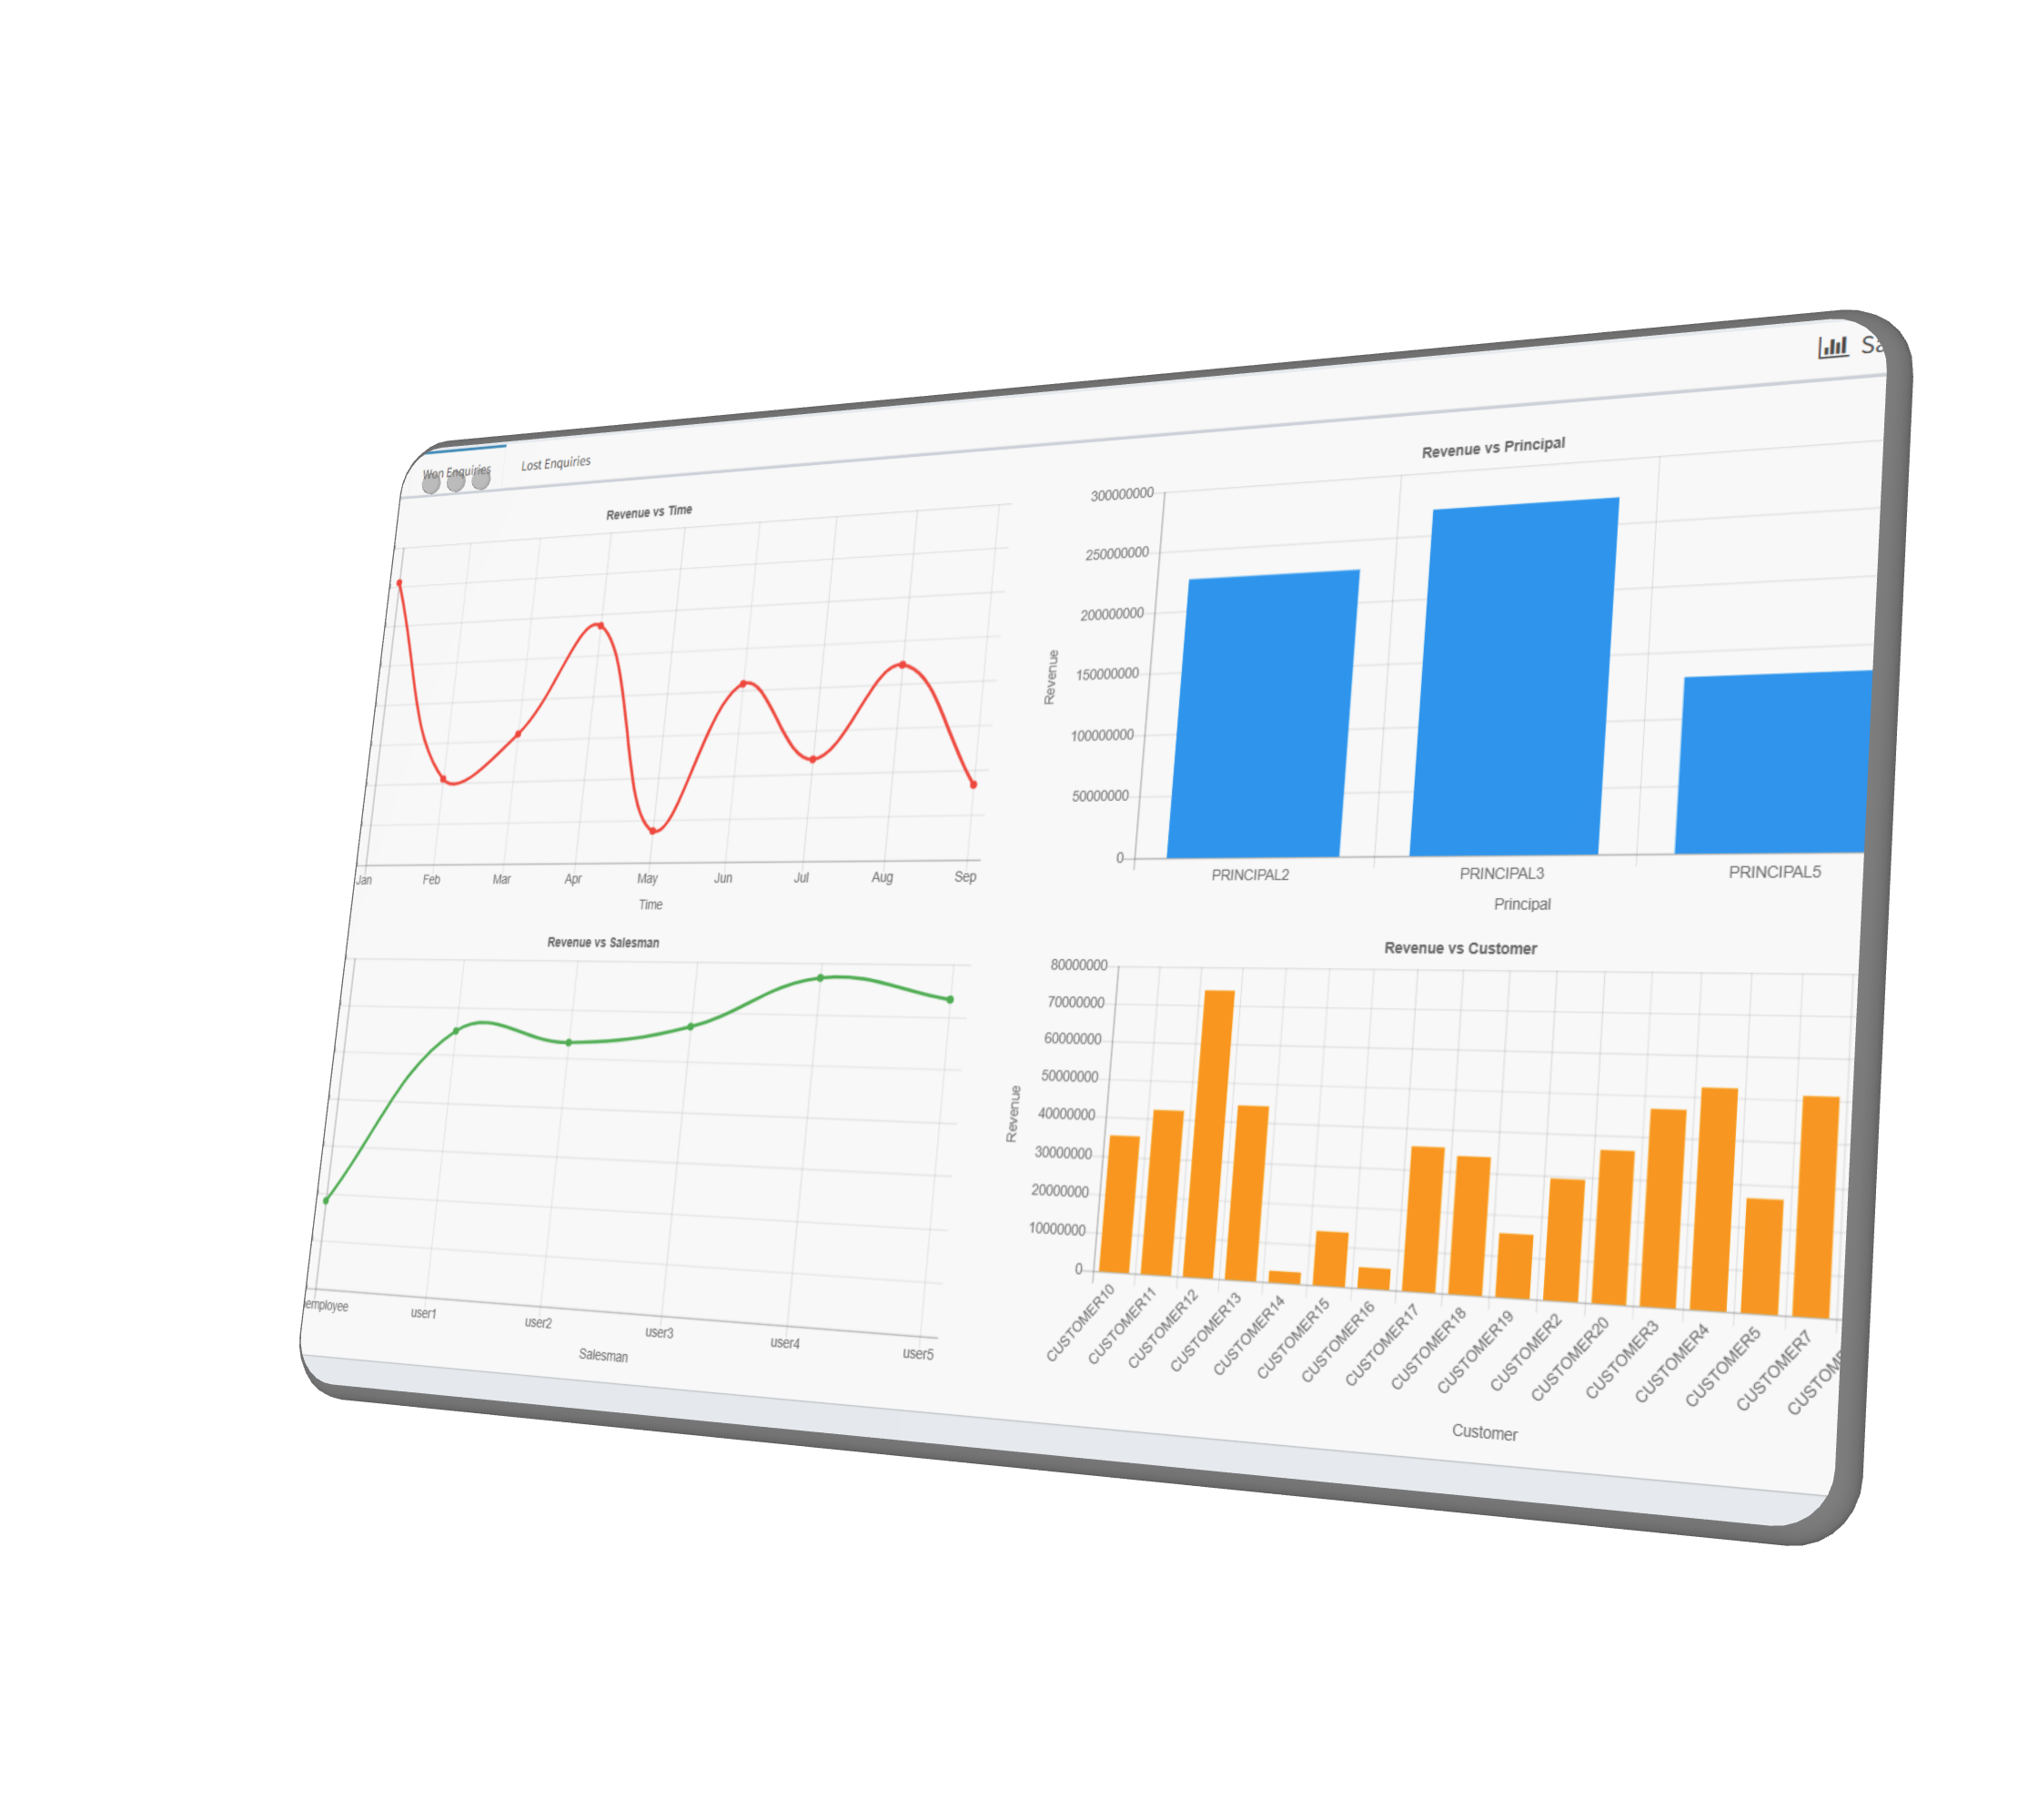 Sa
Won Enquiries
Lost Enquiries
Revenue vs Time
Jan
Feb
Mar
Apr
May
Jun
Jul
Aug
Sep
Time
Revenue vs Principal
300000000
250000000
200000000
150000000
100000000
50000000
0
Revenue
PRINCIPAL2
PRINCIPAL3
PRINCIPAL5
Principal
Revenue vs Salesman
employee
user1
user2
user3
user4
user5
Salesman
Revenue vs Customer
80000000
70000000
60000000
50000000
40000000
30000000
20000000
10000000
0
Revenue
CUSTOMER10
CUSTOMER11
CUSTOMER12
CUSTOMER13
CUSTOMER14
CUSTOMER15
CUSTOMER16
CUSTOMER17
CUSTOMER18
CUSTOMER19
CUSTOMER2
CUSTOMER20
CUSTOMER3
CUSTOMER4
CUSTOMER5
CUSTOMER7
CUSTOM
Customer